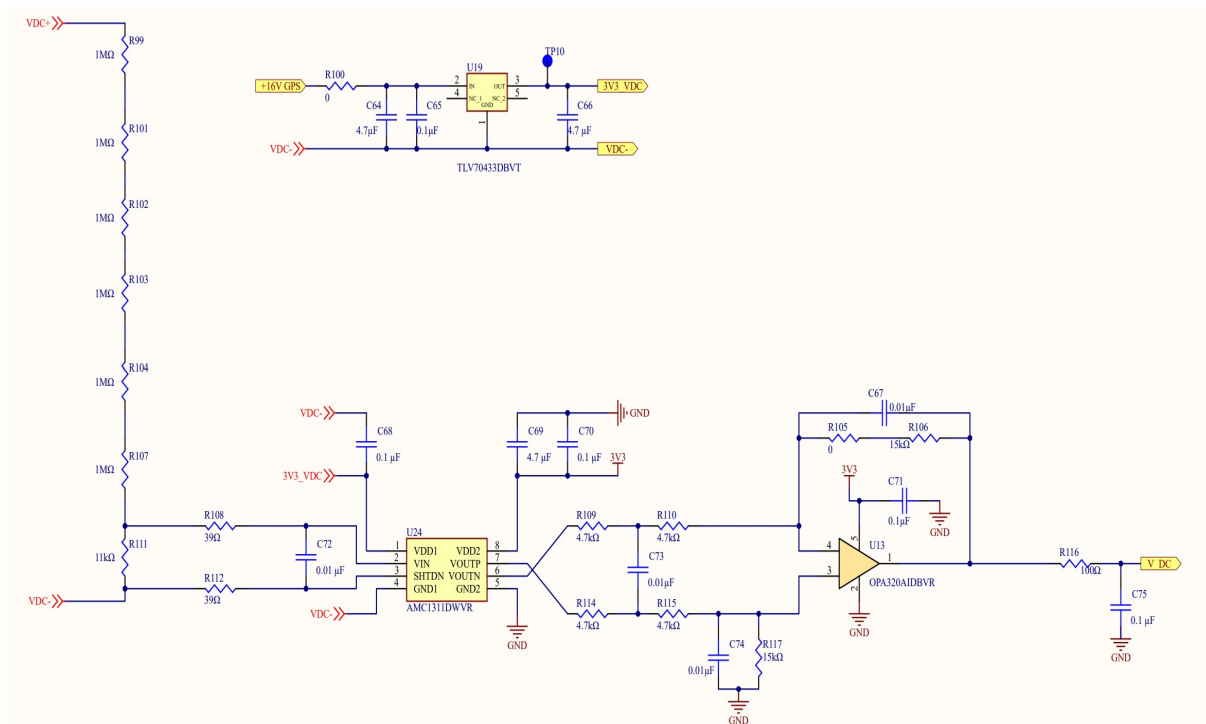 VDC+
R99
1MΩ
R101
1MΩ
R102
1MΩ
R103
1MΩ
R104
1MΩ
R107
1MΩ
R111
11kΩ
VDC-
+16V GPS
R100
0
C64
4.7µF
C65
0.1µF
U19
2
IN
OUT
3
4
NC_1
NC_2
5
GND
1
TLV70433DBVT
TP10
C66
4.7 µF
3V3_VDC
VDC-
VDC-
VDC-
C68
0.1 µF
3V3_VDC
R108
39Ω
C72
0.01 µF
R112
39Ω
VDC-
U24
1
VDD1
VDD2
8
2
VIN
VOUTP
7
3
SHTDN
VOUTN
6
4
GND1
GND2
5
AMC1311DWVR
GND
C69
4.7 µF
C70
0.1 µF
GND
3V3
R109
4.7kΩ
R110
4.7kΩ
C73
0.01µF
R114
4.7kΩ
R115
4.7kΩ
C74
0.01µF
R117
15kΩ
GND
C67
0.01µF
R105
0
R106
15kΩ
3V3
C71
0.1µF
GND
U13
4
3
5
2
1
OPA320AIDBVR
GND
R116
100Ω
V_DC
C75
0.1 µF
GND